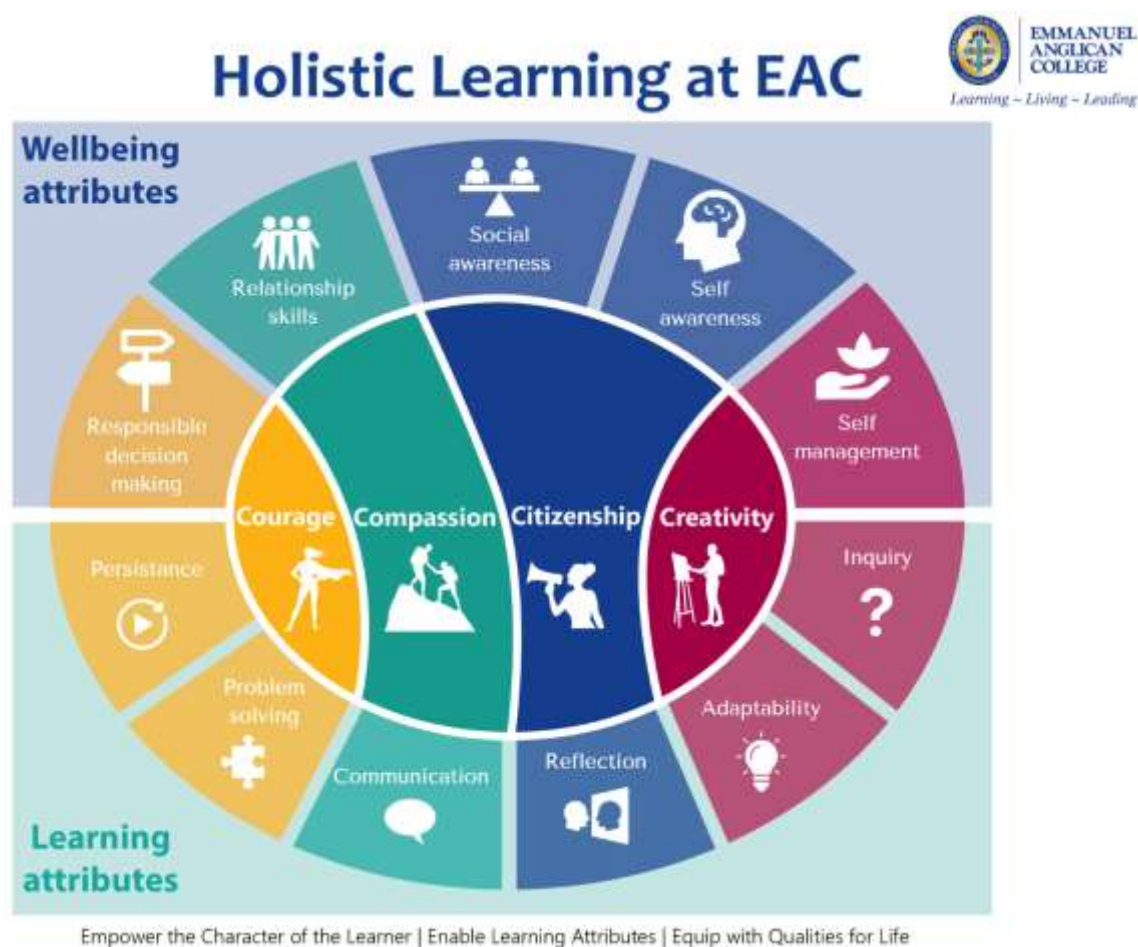 Holistic Learning at EAC
EMMANUEL
ANGLICAN
COLLEGE
Learning ~ Living ~ Leading
Wellbeing
attributes
Social
awareness
Self
awareness
Relationship
skills
Self
management
Responsible
decision
making
Courage
Compassion
Citizenship
Creativity
Persistance
Inquiry
?
Problem
solving
Adaptability
Communication
Reflection
Learning
attributes
Empower the Character of the Learner | Enable Learning Attributes | Equip with Qualities for Life